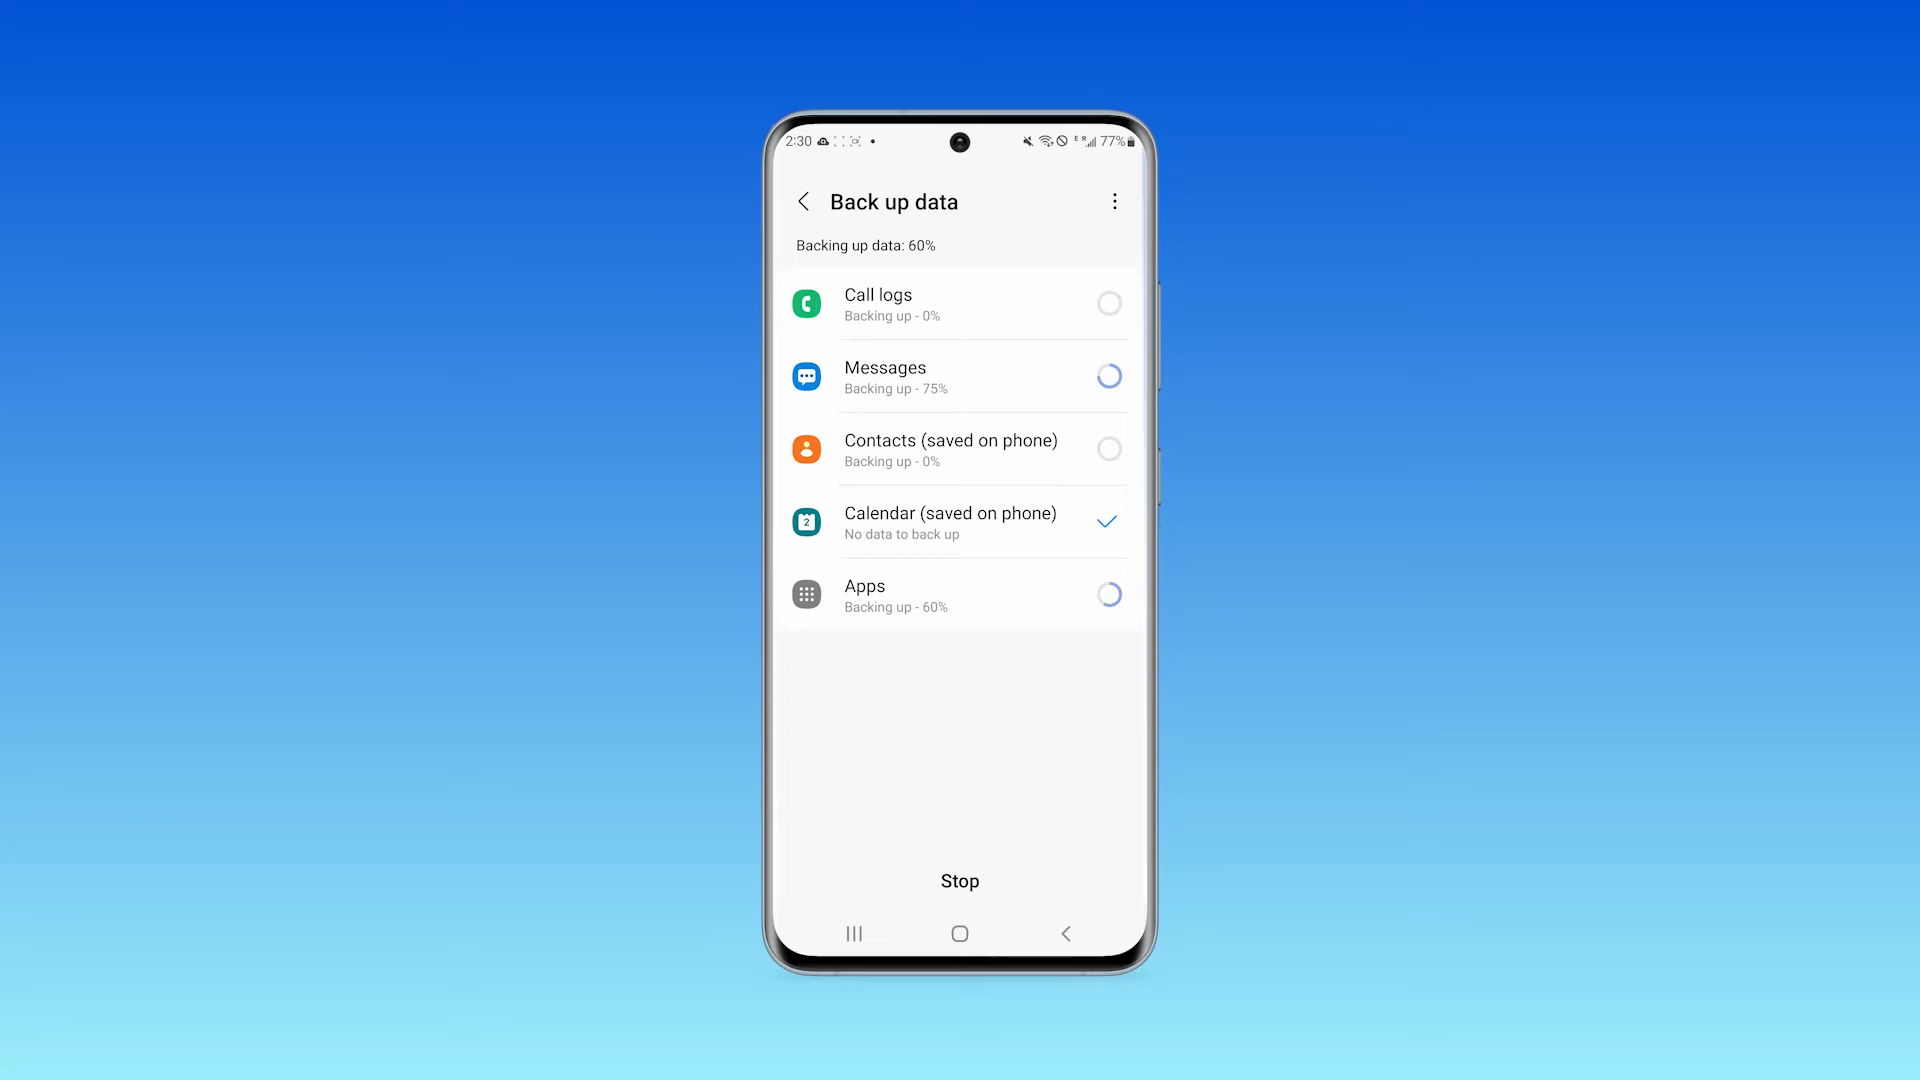 2:30
E R 77%
Back up data
Backing up data: 60%
Call logs
Backing up - 0%
Messages
Backing up - 75%
Contacts (saved on phone)
Backing up - 0%
2
Calendar (saved on phone)
No data to back up
Apps
Backing up - 60%
Stop